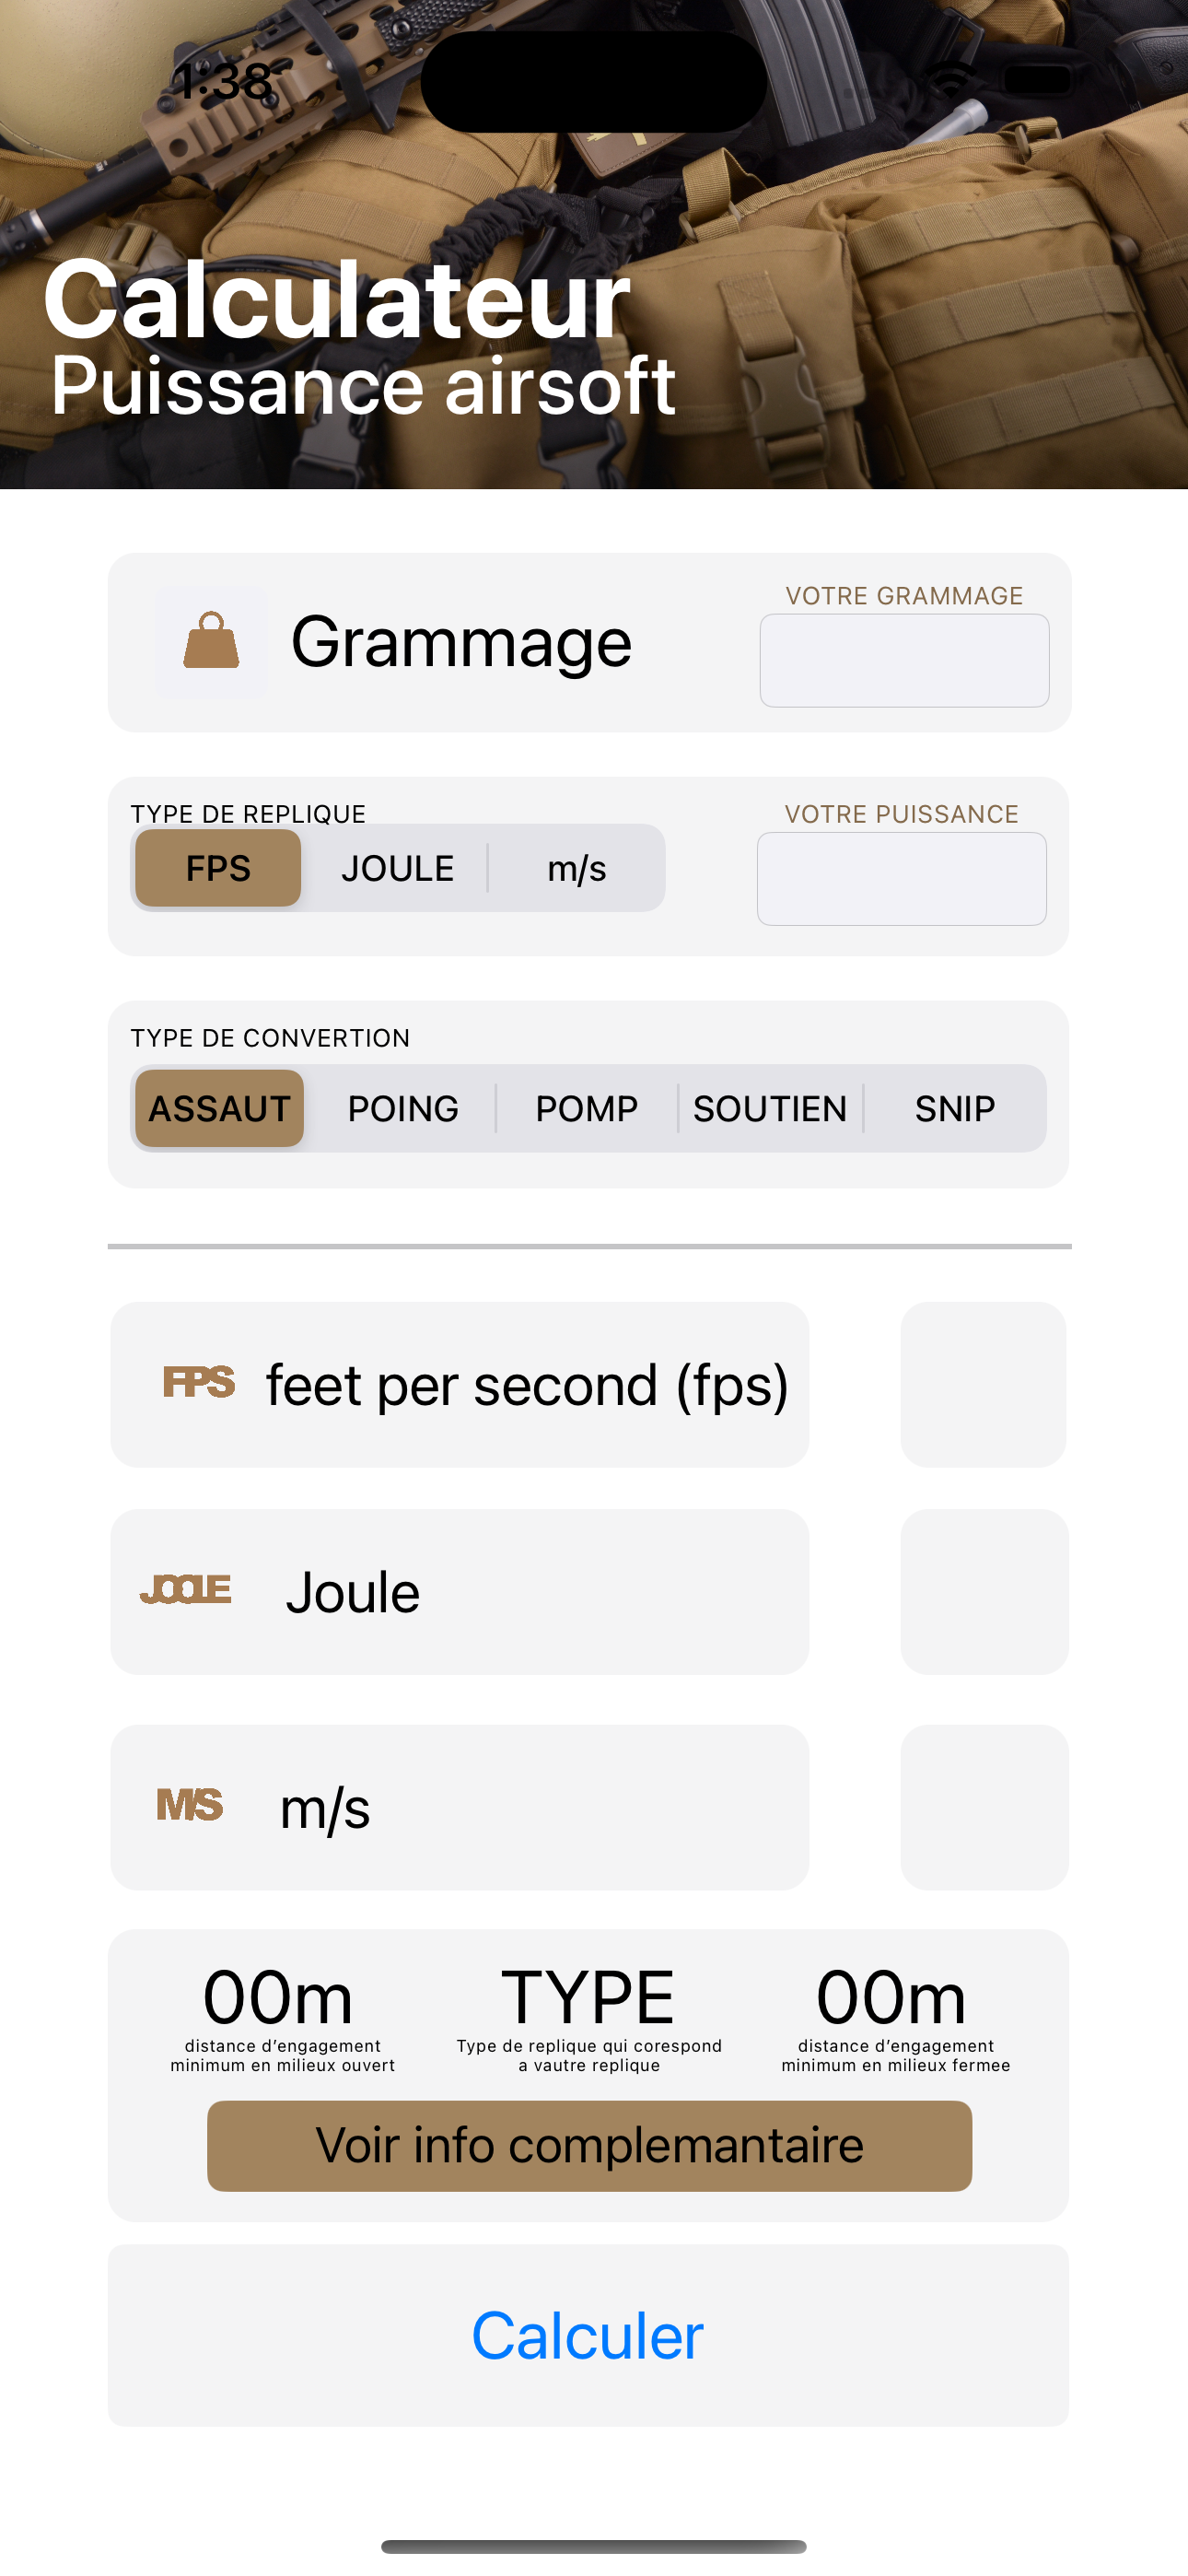 1:38
Calculateur
Puissance airsoft
VOTRE GRAMMAGE
Grammage
TYPE DE REPLIQUE
VOTRE PUISSANCE
FPS JOULE m/s
TYPE DE CONVERTION
ASSAUT POING POMP SOUTIEN SNIP
FPS feet per second (fps)
JOULE Joule
M/S m/s
00m TYPE 00m
distance d’engagement Type de replique qui corespond distance d’engagement
minimum en milieux ouvert a vautre replique minimum en milieux fermee
Voir info complemantaire
Calculer